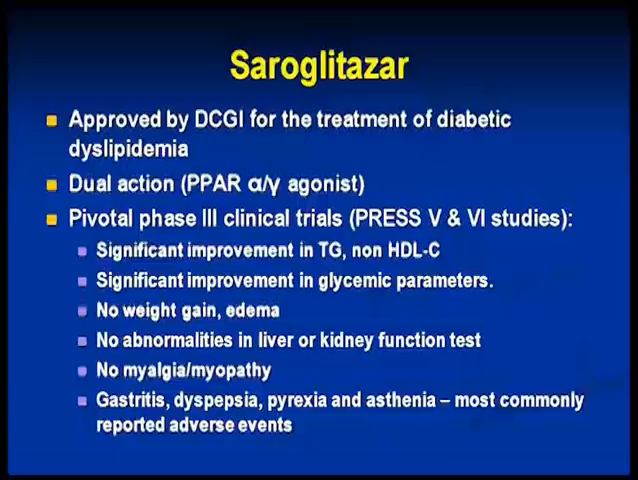 Saroglitazar
Approved by DCGI for the treatment of diabetic
dyslipidemia
Dual action (PPAR α/γ agonist)
Pivotal phase III clinical trials (PRESS V & VI studies):
Significant improvement in TG, non HDL-C
Significant improvement in glycemic parameters.
No weight gain, edema
No abnormalities in liver or kidney function test
No myalgia/myopathy
Gastritis, dyspepsia, pyrexia and asthenia – most commonly
reported adverse events